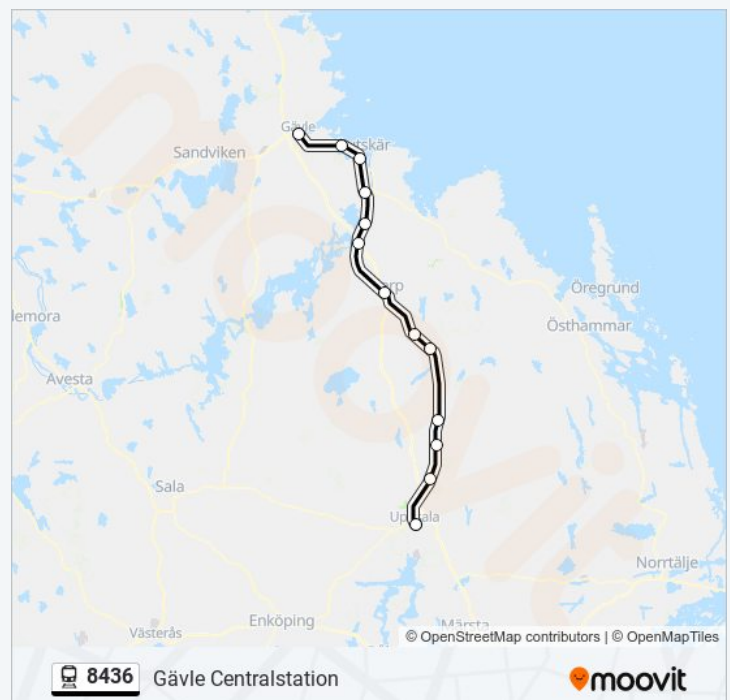 Gävle
Sandviken
Öregrund
Östhammar
Avesta
Sala
Norrtälje
Enköping
Västerås
Märsta
© OpenStreetMap contributors | © OpenMapTiles
8436 Gävle Centralstation
moovit